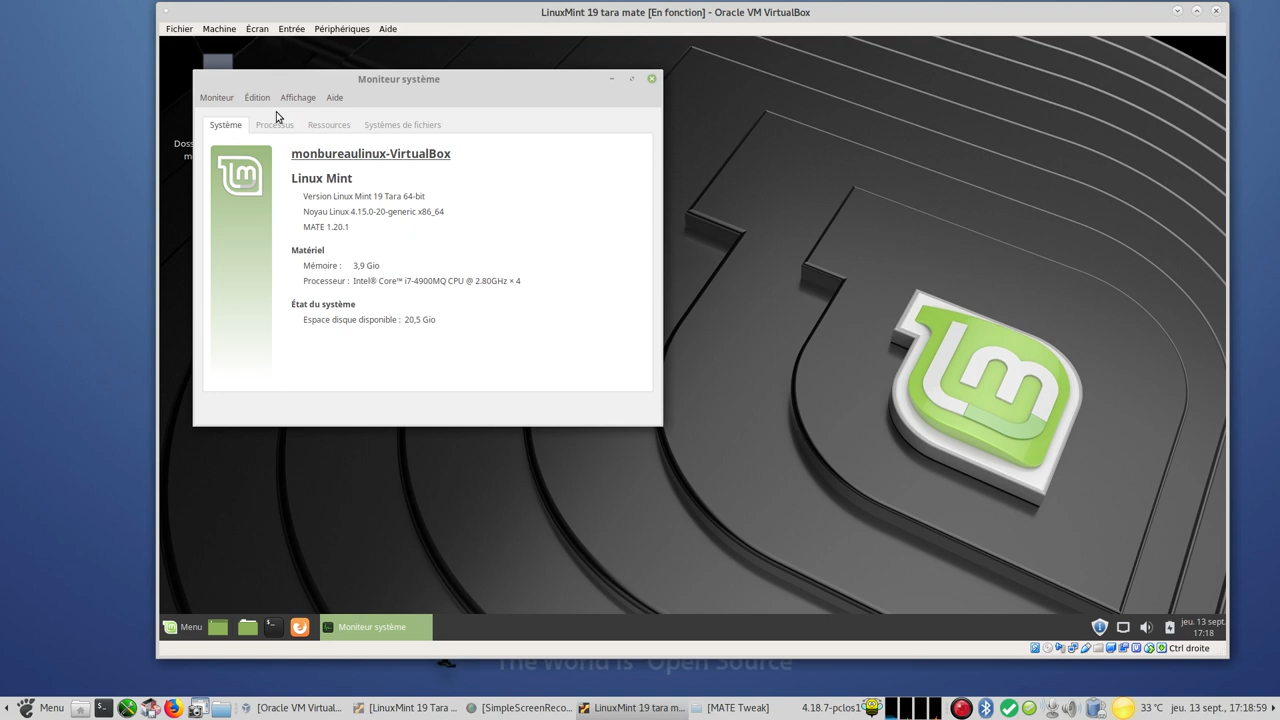 LinuxMint 19 tara mate [En fonction] - Oracle VM VirtualBox
Fichier Machine Écran Entrée Périphériques Aide
Moniteur système
Moniteur Édition Affichage Aide
Système Processus Ressources Systèmes de fichiers
Doss
m
monbureaulinux-VirtualBox
Linux Mint
Version Linux Mint 19 Tara 64-bit
Noyau Linux 4.15.0-20-generic x86_64
MATE 1.20.1
Matériel
Mémoire : 3,9 Gio
Processeur : Intel® Core™ i7-4900MQ CPU @ 2.80GHz × 4
État du système
Espace disque disponible : 20,5 Gio
Menu Moniteur système jeu. 13 sept.
17:18
Ctrl droite
The World is 'Open Source'
Menu [Oracle VM Virtual... [LinuxMint 19 Tara ... [SimpleScreenReco... LinuxMint 19 tara m... [MATE Tweak] 4.18.7-pclos1 33 °C jeu. 13 sept., 17:18:59